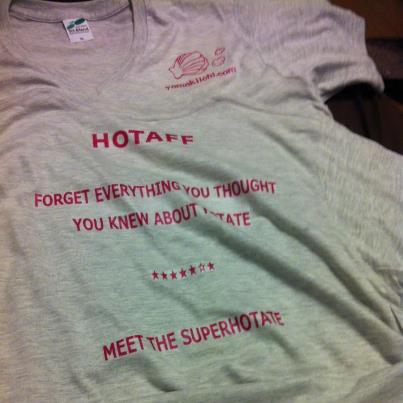 HOTAFF
FORGET EVERYTHING YOU THOUGHT
YOU KNEW ABOUT
★★★★★☆★
MEET THE SUPERHOTATE